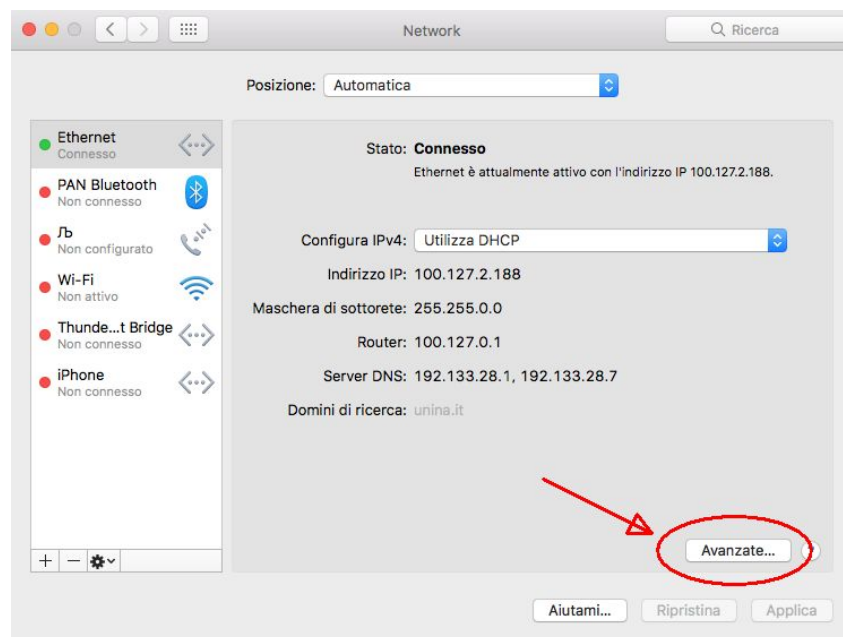 Network
Ricerca
Posizione: Automatica
Ethernet
Connesso
PAN Bluetooth
Non connesso
Љ
Non configurato
Wi-Fi
Non attivo
Thunde...t Bridge
Non connesso
iPhone
Non connesso
Stato: Connesso
Ethernet è attualmente attivo con l'indirizzo IP 100.127.2.188.
Configura IPv4: Utilizza DHCP
Indirizzo IP: 100.127.2.188
Maschera di sottorete: 255.255.0.0
Router: 100.127.0.1
Server DNS: 192.133.28.1, 192.133.28.7
Domini di ricerca: unina.it
Avanzate...
Aiutami...
Ripristina
Applica